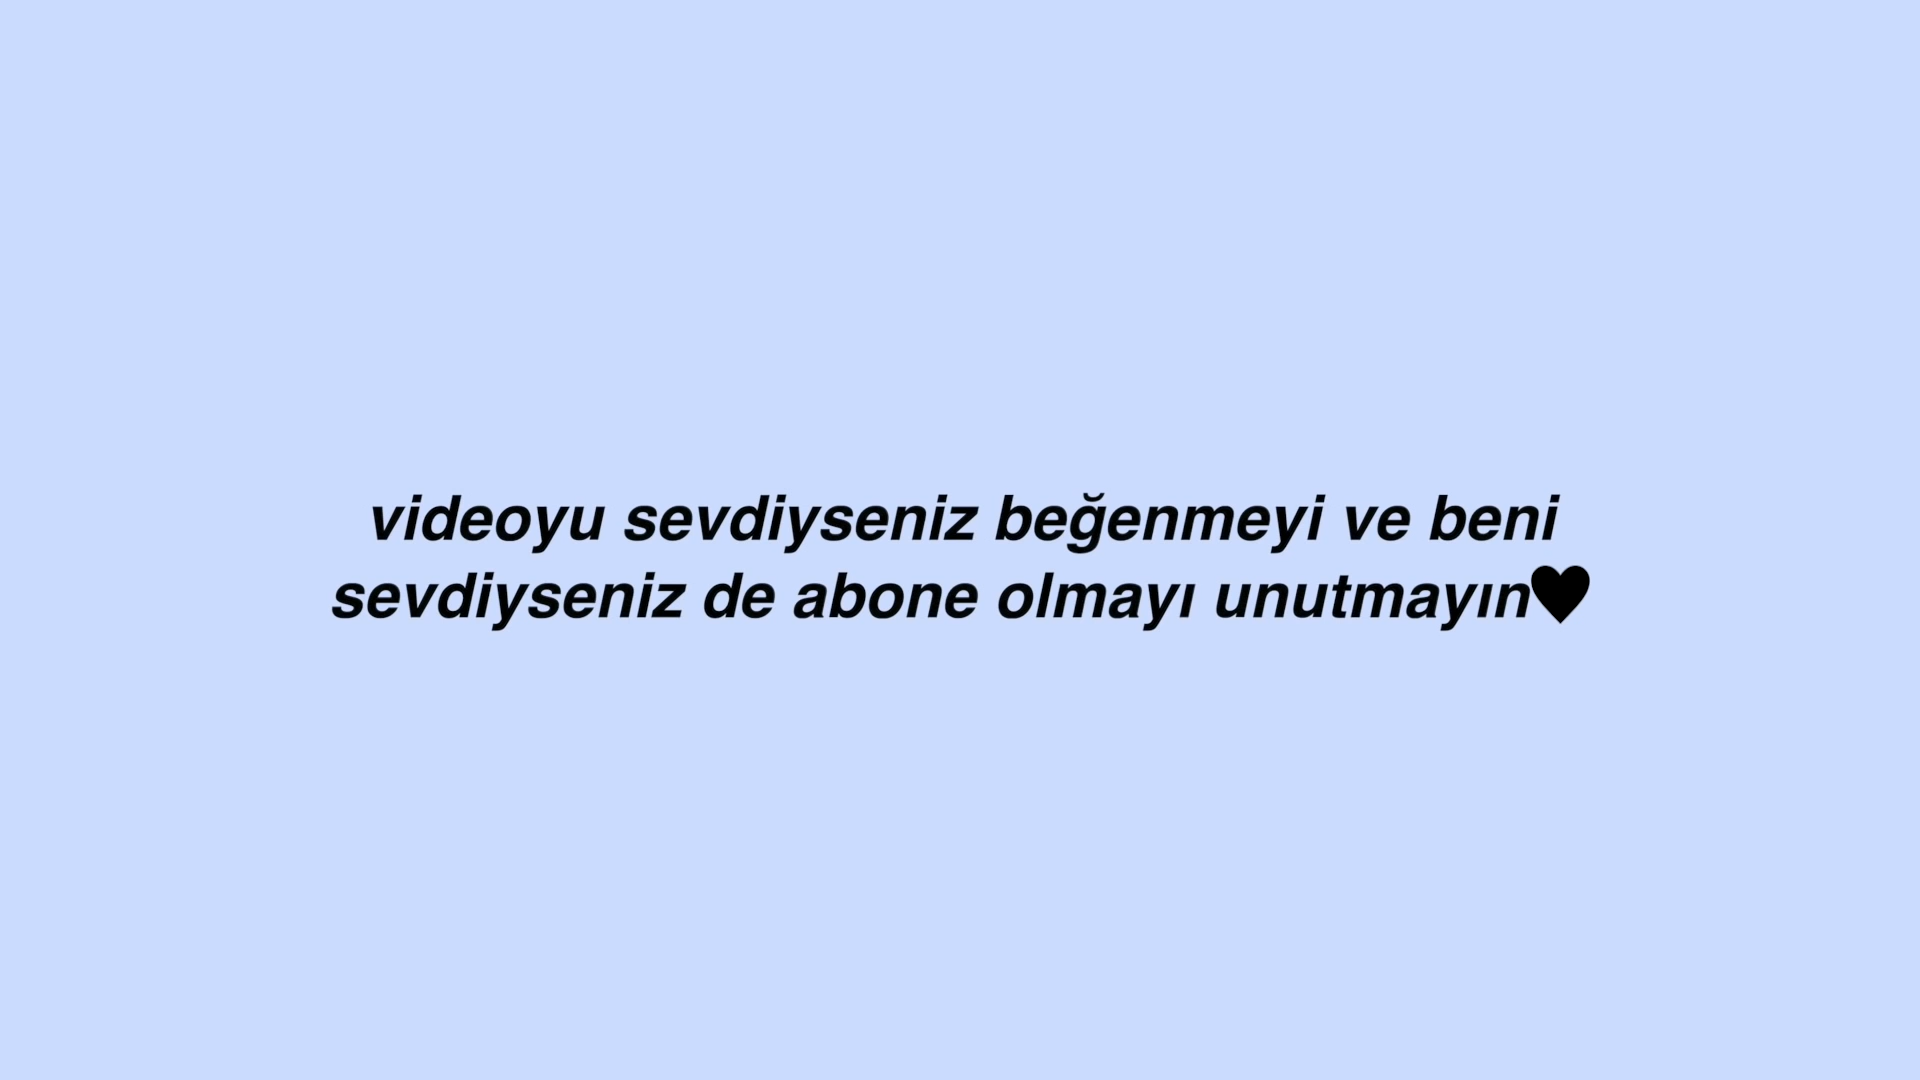 videoyu sevdiyseniz beğenmeyi ve beni
sevdiyseniz de abone olmayı unutmayın♥